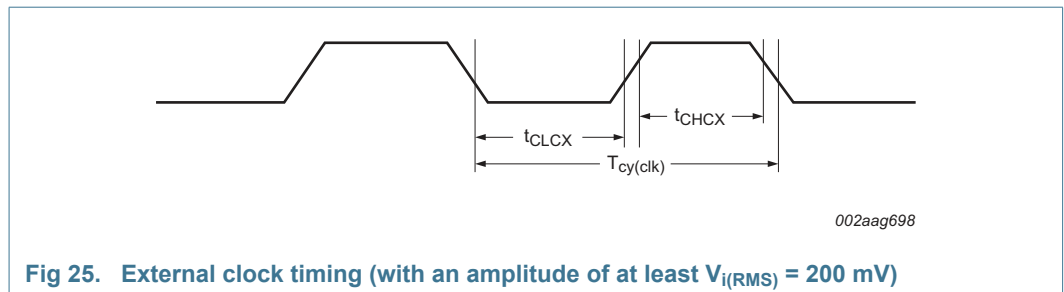 tCLCX
tCHCX
Tcy(clk)
002aag698
Fig 25. External clock timing (with an amplitude of at least Vi(RMS) = 200 mV)